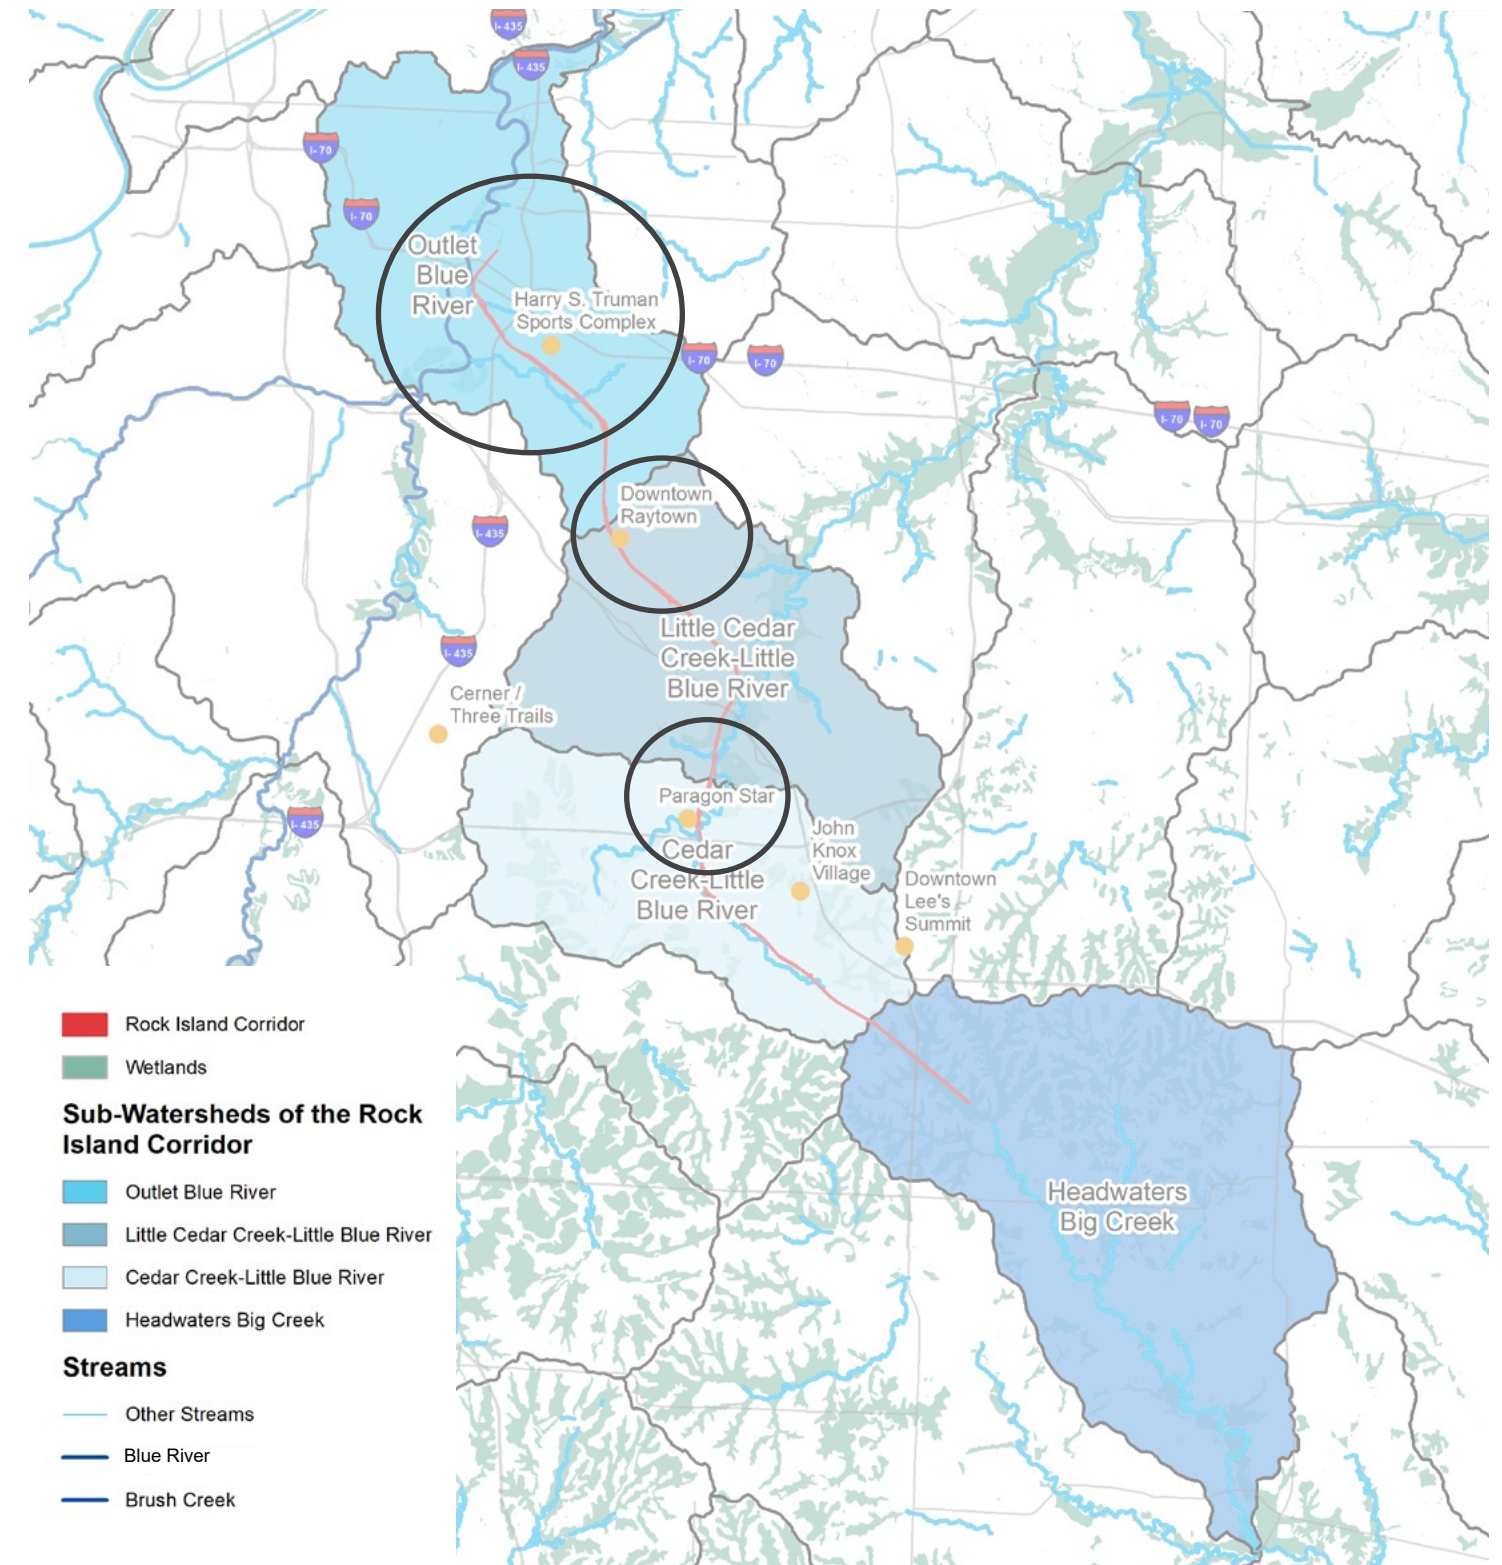 I-435
I-435
I-70
I-70
Outlet
Blue
River
Harry S. Truman
Sports Complex
I-70
I-70
I-70
I-70
Downtown
Raytown
I-435
Little Cedar
Creek-Little
Blue River
I-435
Cerner /
Three Trails
Paragon Star
I-435
John
Knox
Village
Cedar
Creek-Little
Blue River
Downtown
Lee's
Summit
Headwaters
Big Creek
Rock Island Corridor
Wetlands
Sub-Watersheds of the Rock
Island Corridor
Outlet Blue River
Little Cedar Creek-Little Blue River
Cedar Creek-Little Blue River
Headwaters Big Creek
Streams
Other Streams
Blue River
Brush Creek